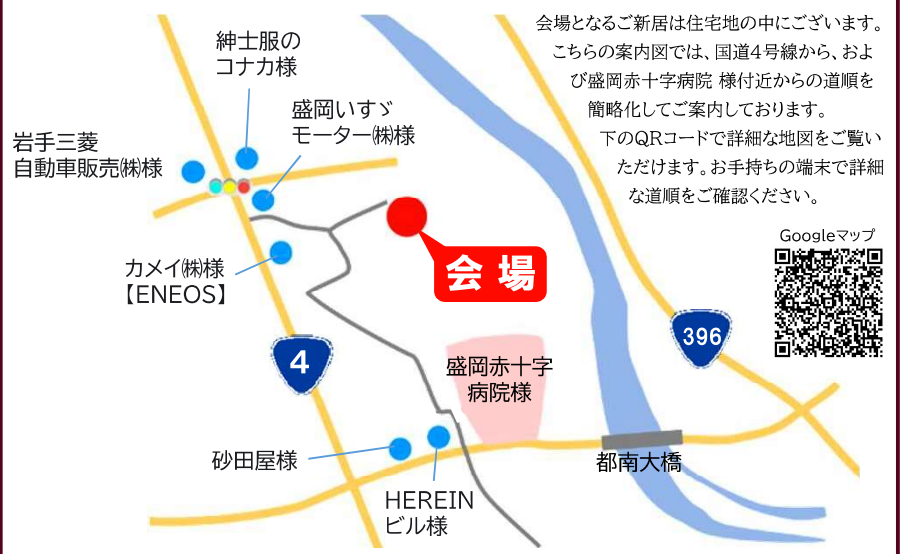 会場となるご新居は住宅地の中にございます。
こちらの案内図では、国道4号線から、およ
び盛岡赤十字病院 様付近からの道順を
簡略化してご案内しております。
下のQRコードで詳細な地図をご覧い
ただけます。お手持ちの端末で詳細
な道順をご確認ください。
Googleマップ
紳士服の
コナカ様
盛岡いすゞ
モーター㈱様
岩手三菱
自動車販売㈱様
カメイ㈱様
【ENEOS】
会場
4
396
盛岡赤十字
病院様
砂田屋様
HEREIN
ビル様
都南大橋